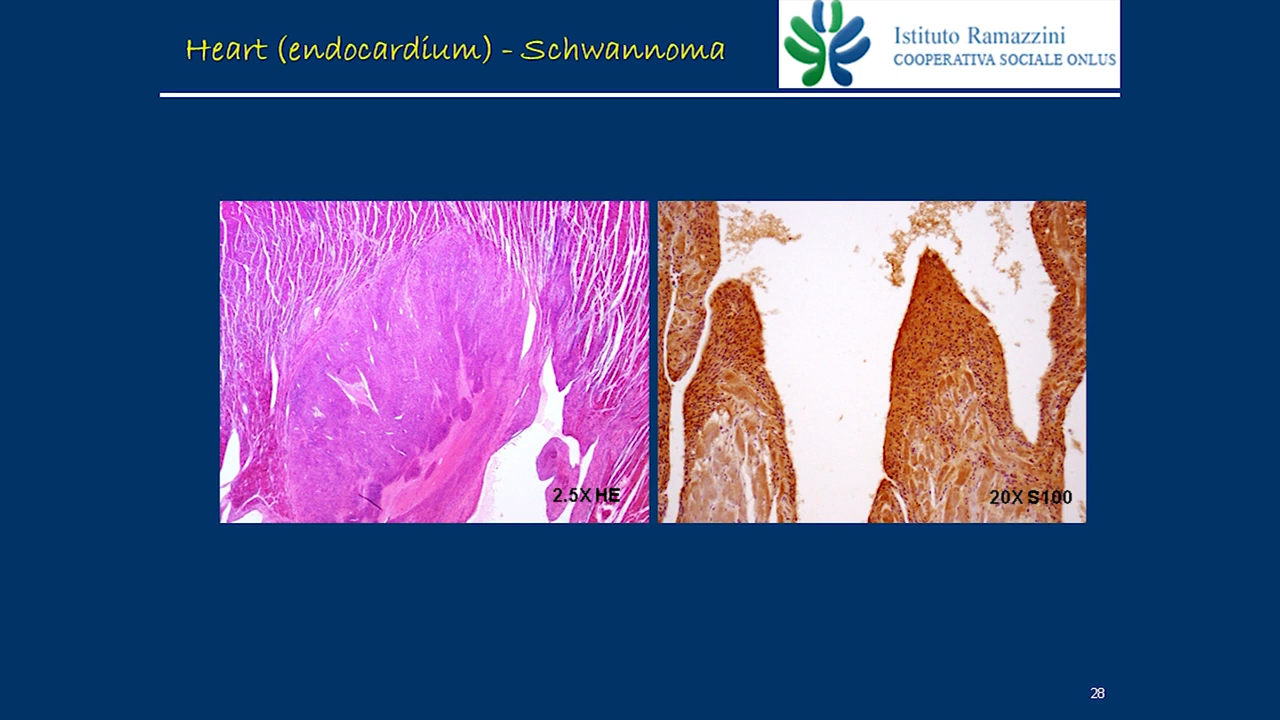 Heart (endocardium) - Schwannoma
Istituto Ramazzini
COOPERATIVA SOCIALE ONLUS
2.5X HE
20X S100
28